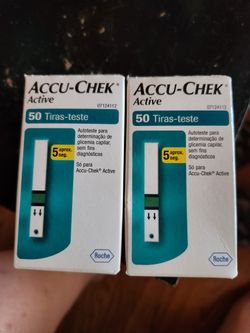 ACCU-CHEK
Active
07124112
50 Tiras-teste
Autoteste para
determinação de
glicemia capilar,
sem fins
diagnósticos
5 aprox. seg.
Só para
Accu-Chek® Active
Roche
ACCU-CHEK
Active
07124112
50 Tiras-teste
Autoteste para
determinação de
glicemia capilar,
sem fins
diagnósticos
5 aprox. seg.
Só para
Accu-Chek® Active
Roche